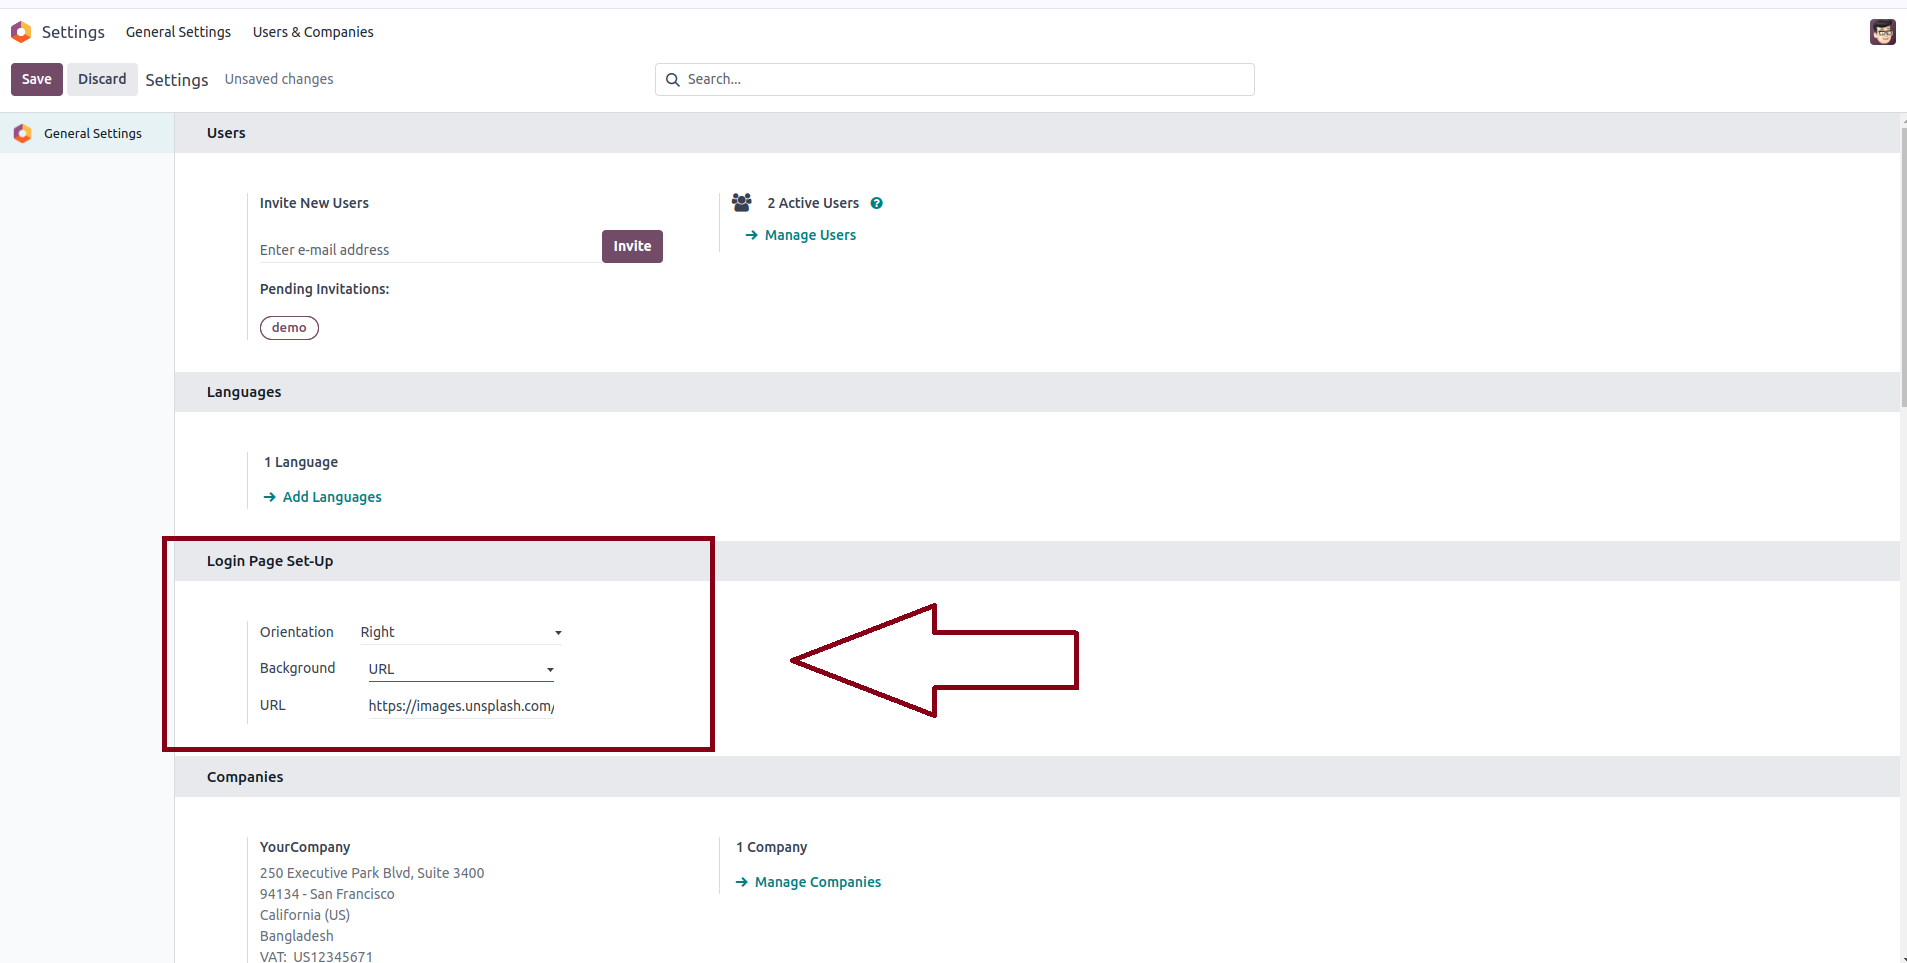 Settings General Settings Users & Companies
Save Discard Settings Unsaved changes Search...
General Settings
Users
Invite New Users
Enter e-mail address Invite
Pending Invitations:
demo
2 Active Users ?
Manage Users
Languages
1 Language
Add Languages
Login Page Set-Up
Orientation Right
Background URL
URL https://images.unsplash.com/
Companies
YourCompany
250 Executive Park Blvd, Suite 3400
94134 - San Francisco
California (US)
Bangladesh
VAT: US12345671
1 Company
Manage Companies